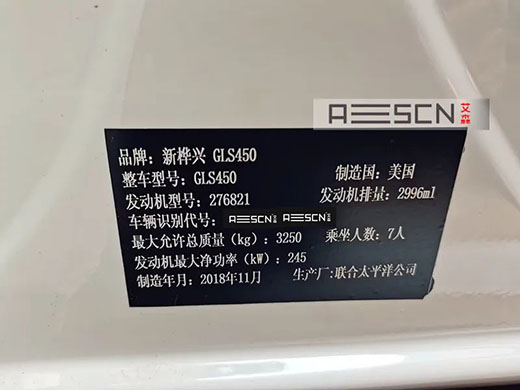 AESCN 艾森
品牌：新桦兴 GLS450
整车型号：GLS450 制造国：美国
发动机型号：276821 发动机排量：2996ml
车辆识别代号： AESCN AESCN
最大允许总质量（kg）：3250 乘坐人数：7人
发动机最大净功率（kW）：245
制造年月：2018年11月 生产厂：联合太平洋公司